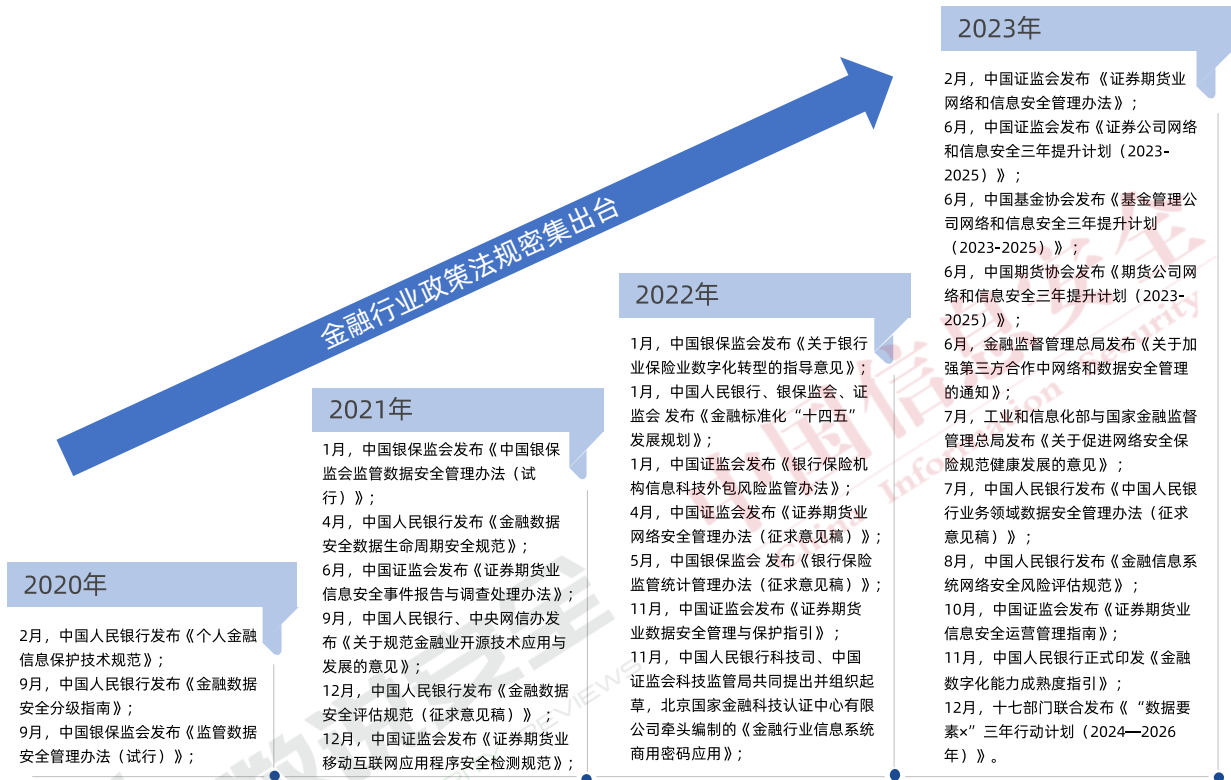 金融行业政策法规密集出台
2020年
2月，中国人民银行发布《个人金融
信息保护技术规范》；
9月，中国人民银行发布《金融数据
安全分级指南》；
9月，中国银保监会发布《监管数据
安全管理办法（试行）》；
2021年
1月，中国银保监会发布《中国银保
监会监管数据安全管理办法（试
行）》；
4月，中国人民银行发布《金融数据
安全数据生命周期安全规范》；
6月，中国证监会发布《证券期货业
信息安全事件报告与调查处理办法》；
9月，中国人民银行、中央网信办发
布《关于规范金融业开源技术应用与
发展的意见》；
12月，中国人民银行发布《金融数据
安全评估规范（征求意见稿）》；
12月，中国证监会发布《证券期货业
移动互联网应用程序安全检测规范》；
2022年
1月，中国银保监会发布《关于银行
业保险业数字化转型的指导意见》；
1月，中国人民银行、银保监会、证
监会 发布《金融标准化“十四五”
发展规划》；
1月，中国证监会发布《银行保险机
构信息科技外包风险监管办法》；
4月，中国证监会发布《证券期货业
网络安全管理办法（征求意见稿）》；
5月，中国银保监会 发布《银行保险
监管统计管理办法（征求意见稿）》；
11月，中国证监会发布《证券期货
业数据安全管理与保护指引》；
11月，中国人民银行科技司、中国
证监会科技监管局共同提出并组织起
草，北京国家金融科技认证中心有限
公司牵头编制的《金融行业信息系统
商用密码应用》；
2023年
2月，中国证监会发布 《证券期货业
网络和信息安全管理办法》；
6月，中国证监会发布《证券公司网络
和信息安全三年提升计划（2023-
2025）》；
6月，中国基金协会发布《基金管理公
司网络和信息安全三年提升计划
（2023-2025）》；
6月，中国期货协会发布《期货公司网
络和信息安全三年提升计划（2023-
2025）》；
6月，金融监督管理总局发布《关于加
强第三方合作中网络和数据安全管理
的通知》；
7月，工业和信息化部与国家金融监督
管理总局发布《关于促进网络安全保
险规范健康发展的意见》；
7月，中国人民银行发布《中国人民银
行业务领域数据安全管理办法（征求
意见稿）》；
8月，中国人民银行发布《金融信息系
统网络安全风险评估规范》；
10月，中国证监会发布《证券期货业
信息安全运营管理指南》；
11月，中国人民银行正式印发《金融
数字化能力成熟度指引》；
12月，十七部门联合发布《“数据要
素×”三年行动计划（2024—2026
年）》。
中国信息安全
China Information Security